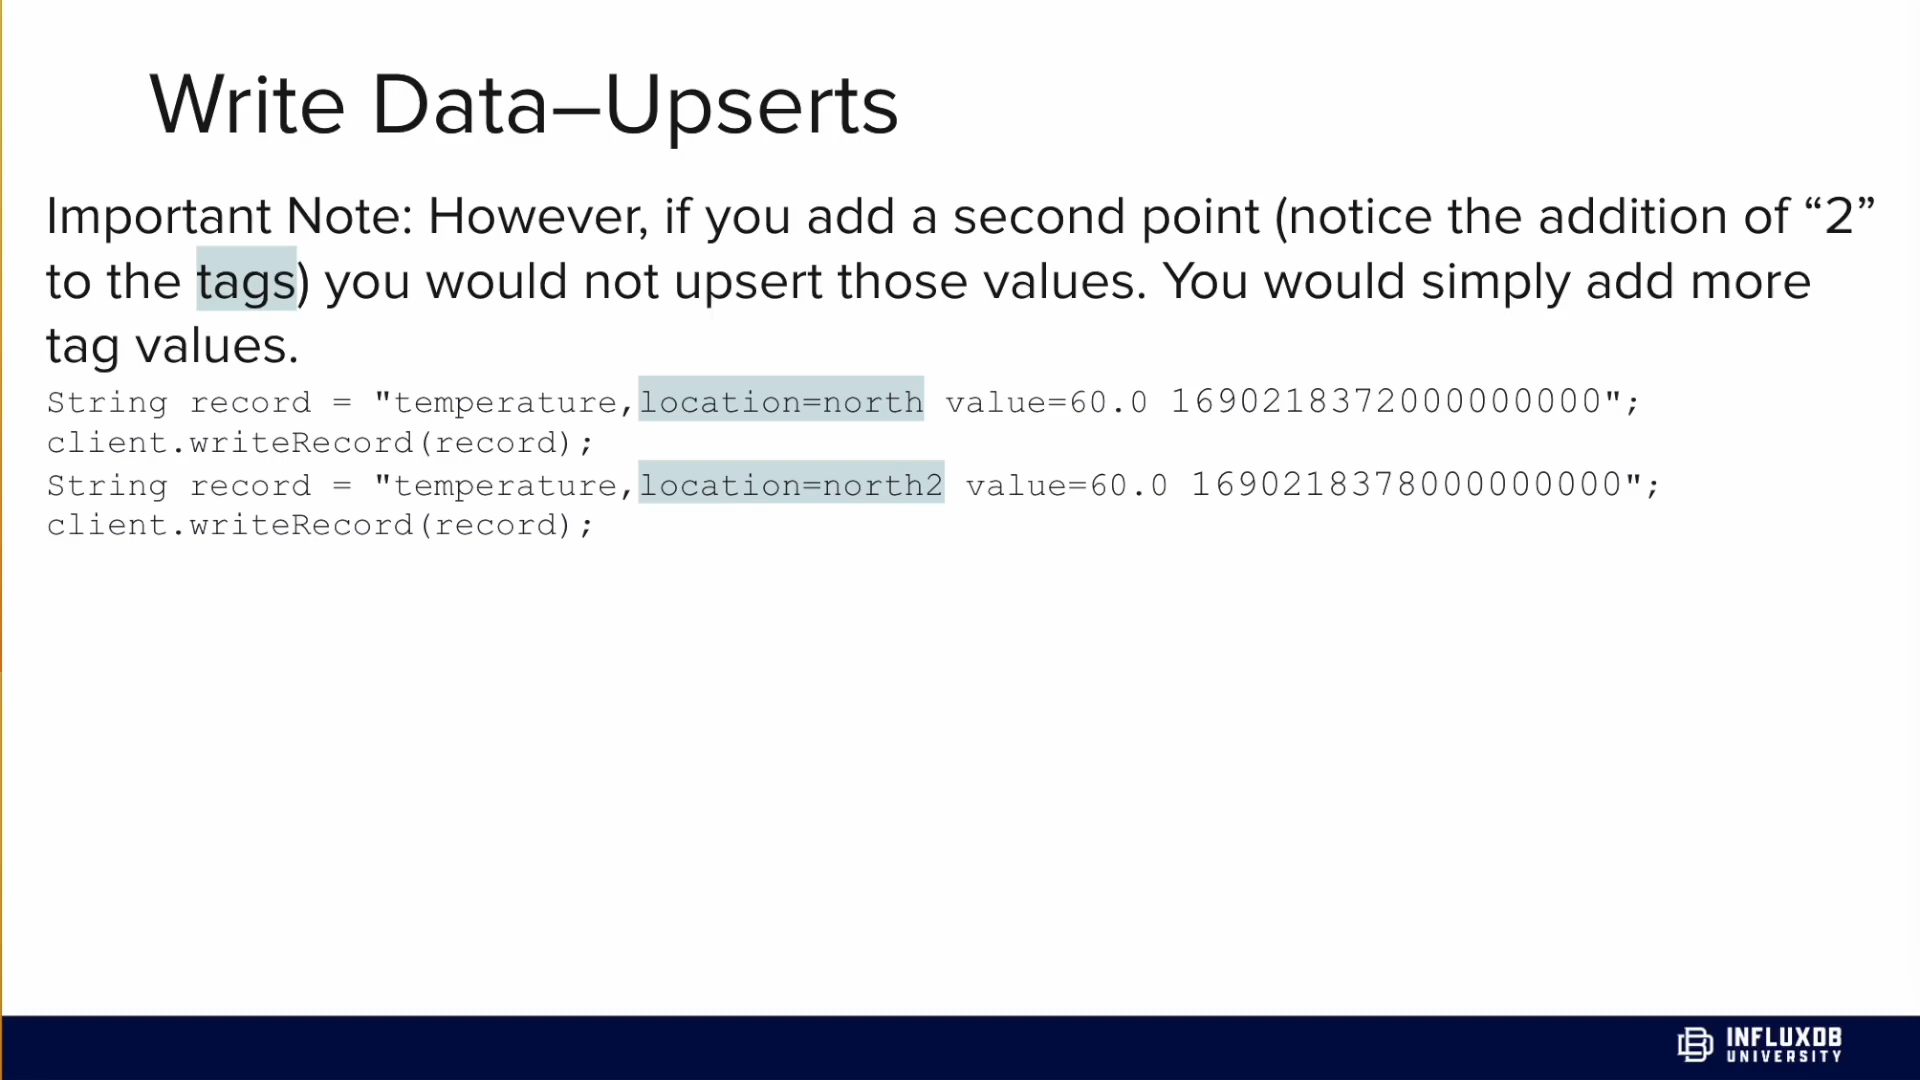 Write Data–Upserts
Important Note: However, if you add a second point (notice the addition of “2”
to the tags) you would not upsert those values. You would simply add more
tag values.
String record = "temperature,location=north value=60.0 1690218372000000000";
client.writeRecord(record);
String record = "temperature,location=north2 value=60.0 1690218378000000000";
client.writeRecord(record);
INFLUXDB
UNIVERSITY